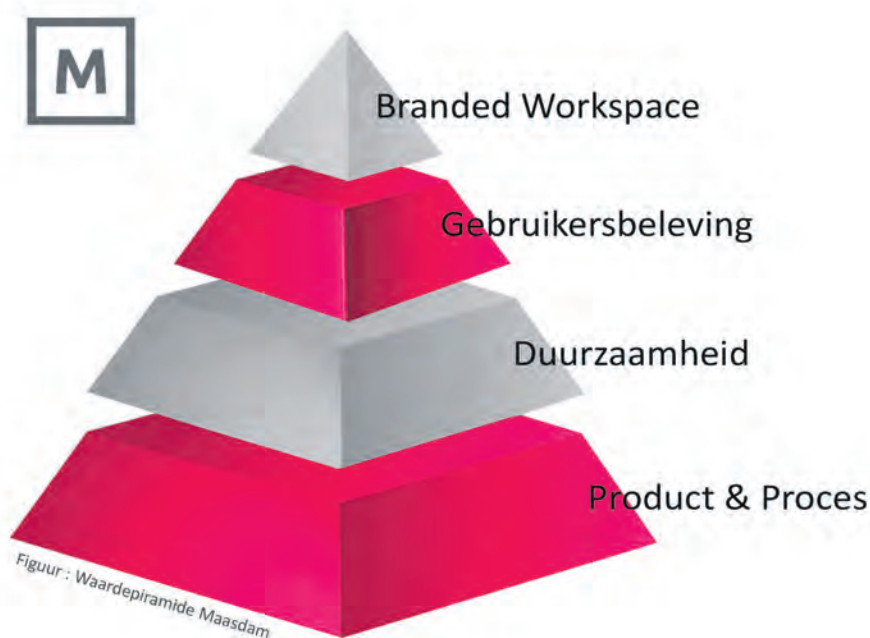 M
Branded Workspace
Gebruikersbeleving
Duurzaamheid
Product & Proces
Figuur : Waardepiramide Maasdam